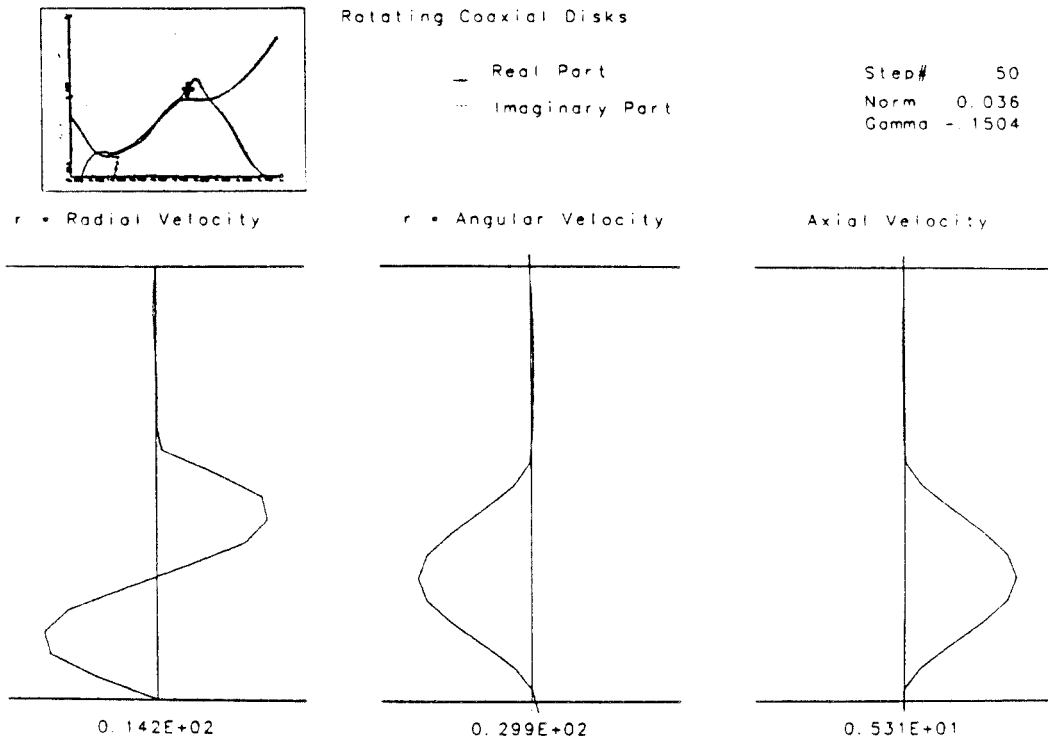 Rotating Coaxial Disks
Real Part
Imaginary Part
Step# 50
Norm 0.036
Gamma -.1504
r * Radial Velocity
r * Angular Velocity
Axial Velocity
0.142E+02
0.299E+02
0.531E+01